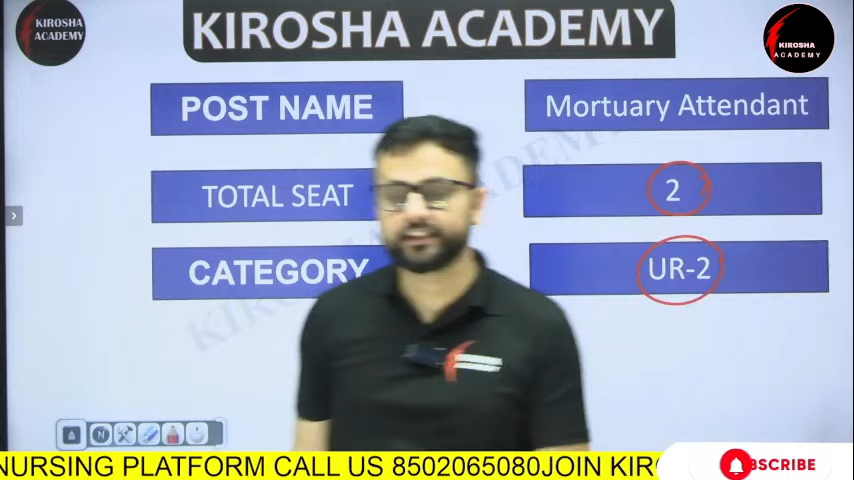 KIROSHA
ACADEMY
KIROSHA ACADEMY
KIROSHA
ACADEMY
POST NAME
Mortuary Attendant
TOTAL SEAT
2
CATEGORY
UR-2
NURSING PLATFORM CALL US 8502065080JOIN KIRO
BSCRIBE